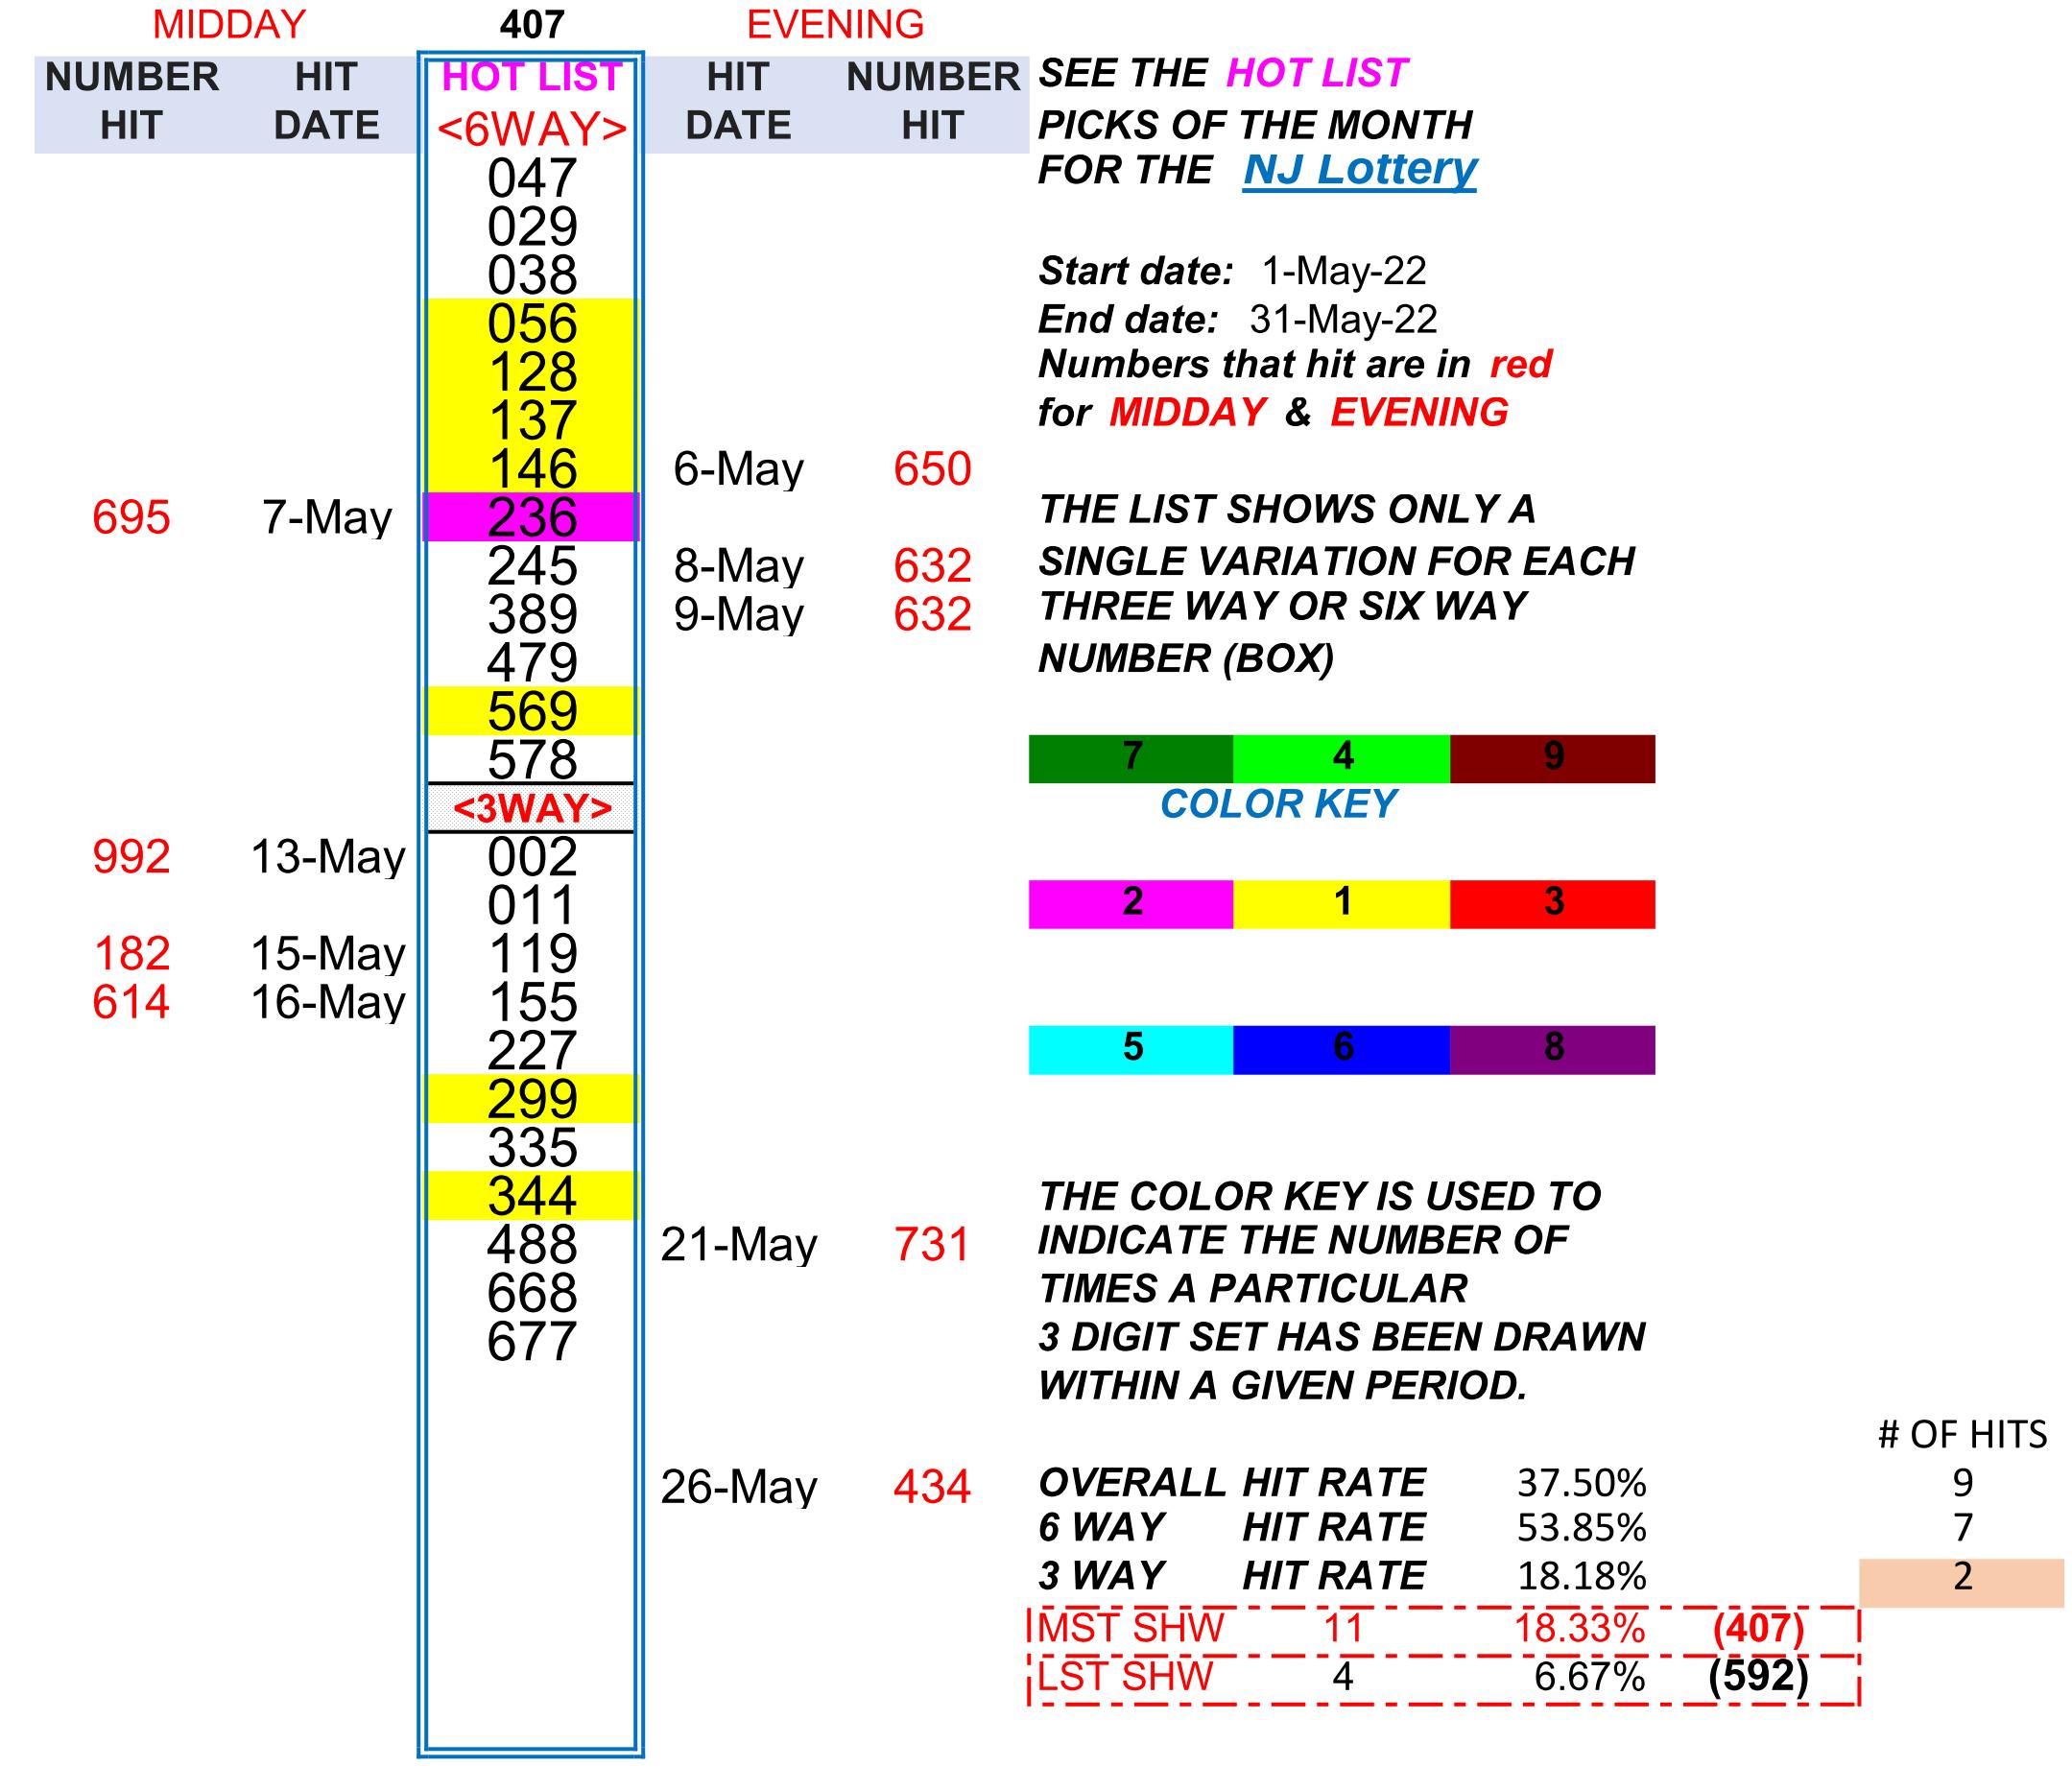 MIDDAY 407 EVENING
NUMBER HIT HOT LIST HIT NUMBER SEE THE HOT LIST
HIT DATE <6WAY> DATE HIT PICKS OF THE MONTH
047 FOR THE NJ Lottery
029
038 Start date: 1-May-22
056 End date: 31-May-22
128 Numbers that hit are in red
137 for MIDDAY & EVENING
146 6-May 650
695 7-May 236 THE LIST SHOWS ONLY A
245 8-May 632 SINGLE VARIATION FOR EACH
389 9-May 632 THREE WAY OR SIX WAY
479 NUMBER (BOX)
569
578 7 4 9
<3WAY> COLOR KEY
992 13-May 002
011 2 1 3
182 15-May 119
614 16-May 155
227 5 6 8
299
335
344 THE COLOR KEY IS USED TO
488 21-May 731 INDICATE THE NUMBER OF
668 TIMES A PARTICULAR
677 3 DIGIT SET HAS BEEN DRAWN
WITHIN A GIVEN PERIOD.
# OF HITS
26-May 434 OVERALL HIT RATE 37.50% 9
6 WAY HIT RATE 53.85% 7
3 WAY HIT RATE 18.18% 2
MST SHW 11 18.33% (407)
LST SHW 4 6.67% (592)